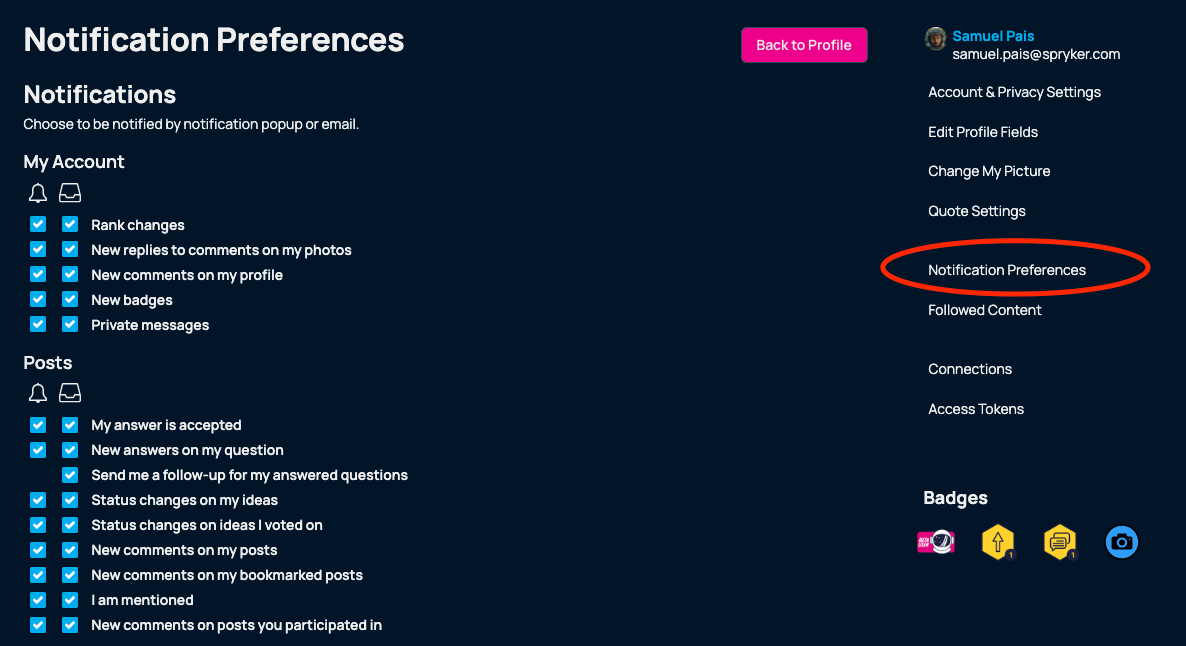 Notification Preferences
Back to Profile
Notifications
Choose to be notified by notification popup or email.
My Account
Rank changes
New replies to comments on my photos
New comments on my profile
New badges
Private messages
Posts
My answer is accepted
New answers on my question
Send me a follow-up for my answered questions
Status changes on my ideas
Status changes on ideas I voted on
New comments on my posts
New comments on my bookmarked posts
I am mentioned
New comments on posts you participated in
Samuel Pais
samuel.pais@spryker.com
Account & Privacy Settings
Edit Profile Fields
Change My Picture
Quote Settings
Notification Preferences
Followed Content
Connections
Access Tokens
Badges
1
1